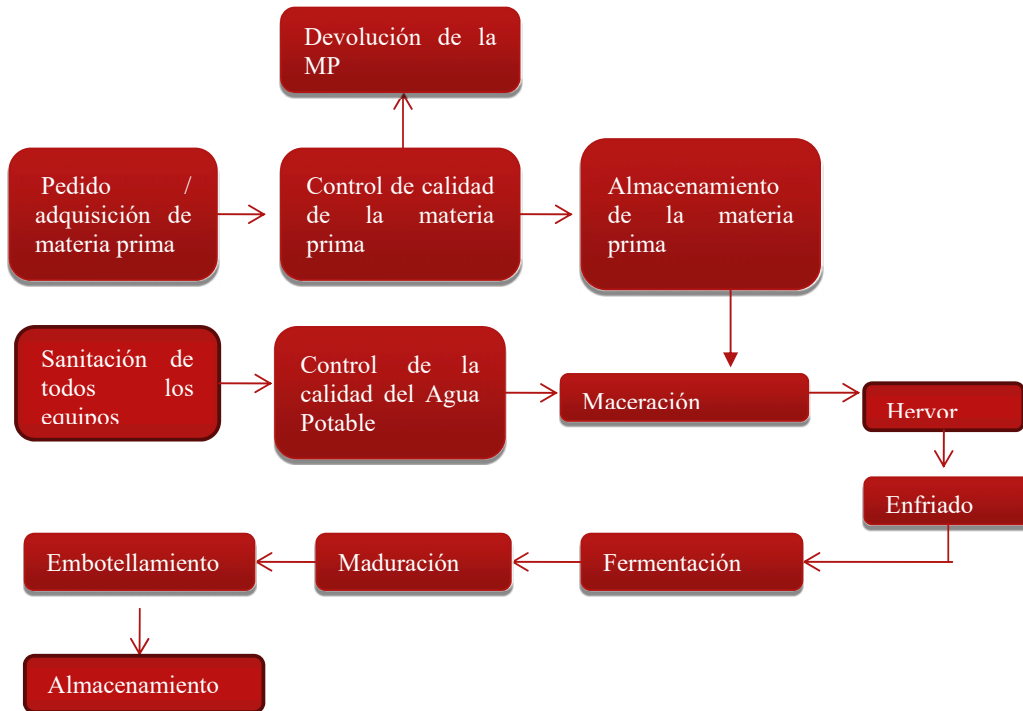 Devolución de la
MP
Pedido /
adquisición de
materia prima
Control de calidad
de la materia
prima
Almacenamiento
de la materia
prima
Sanitación de
todos los
equipos
Control de la
calidad del Agua
Potable
Maceración
Hervor
Enfriado
Embotellamiento
Maduración
Fermentación
Almacenamiento